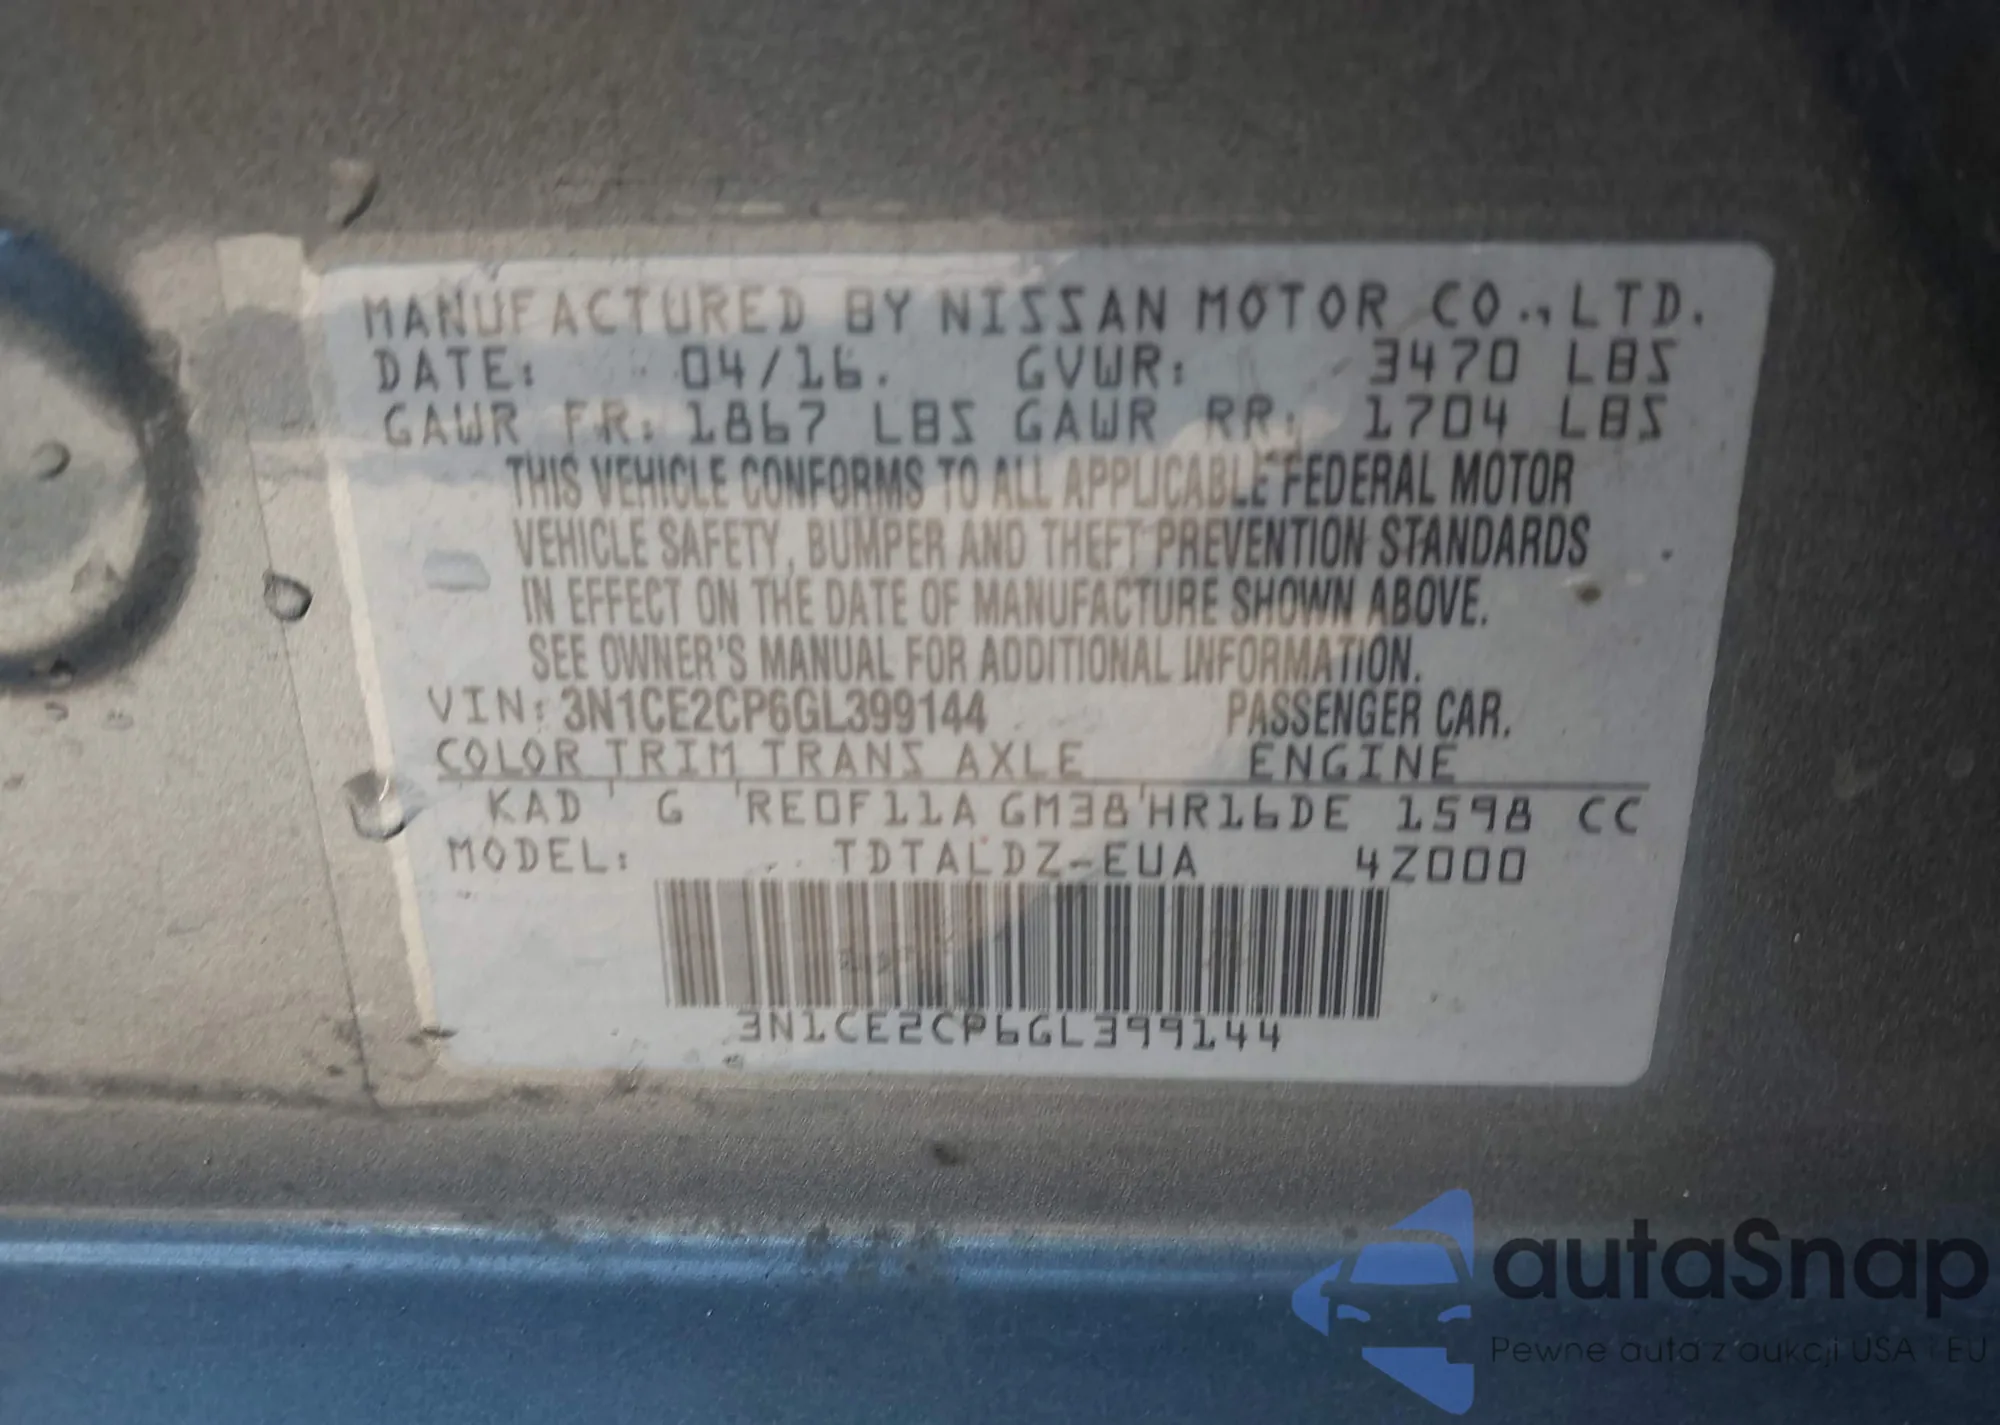 MANUFACTURED BY NISSAN MOTOR CO., LTD.
DATE: 04/16. GVWR: 3470 LBS
GAWR FR: 1867 LBS GAWR RR: 1704 LBS
THIS VEHICLE CONFORMS TO ALL APPLICABLE FEDERAL MOTOR
VEHICLE SAFETY, BUMPER AND THEFT PREVENTION STANDARDS
IN EFFECT ON THE DATE OF MANUFACTURE SHOWN ABOVE.
SEE OWNER'S MANUAL FOR ADDITIONAL INFORMATION.
VIN: 3N1CE2CP6GL399144 PASSENGER CAR.
COLOR TRIM TRANS AXLE ENGINE
KAD G RE0F11A GM38 HR16DE 1598 CC
MODEL: TDTALDZ-EUA 4Z000
3N1CE2CP6GL399144
autaSnap
Pewne auta z aukcji USA i EU